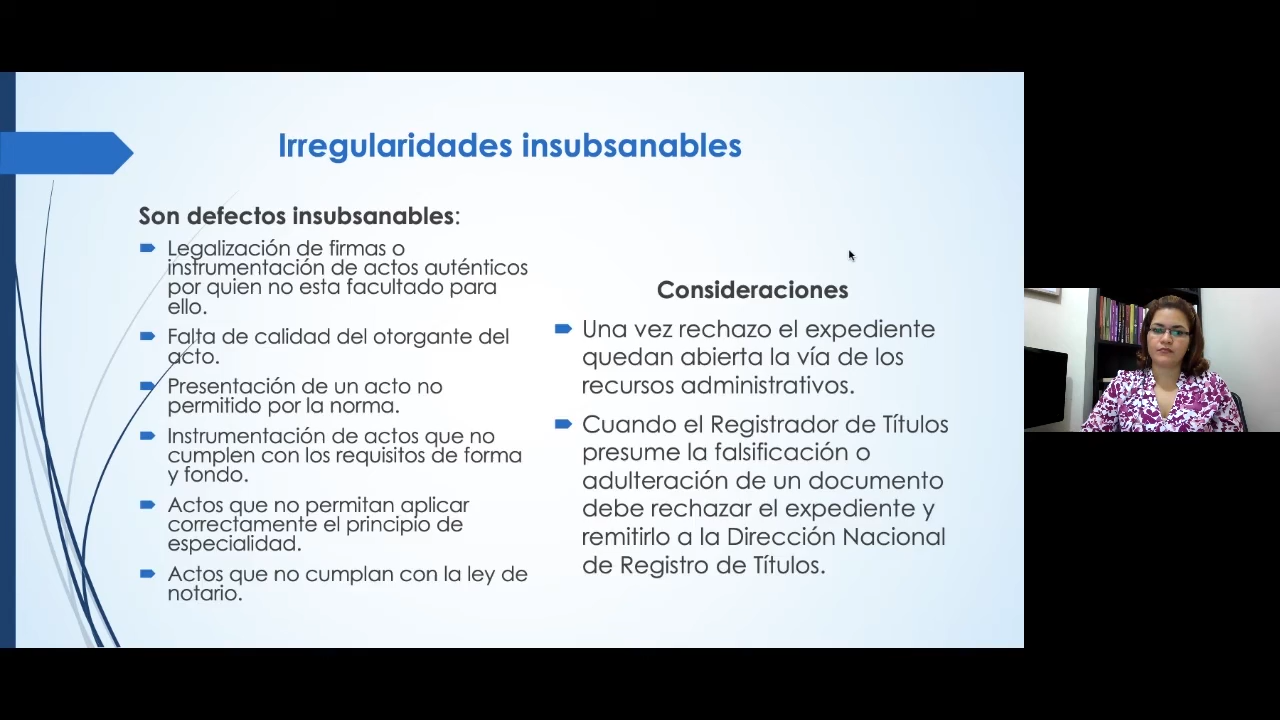 Irregularidades insubsanables
Son defectos insubsanables:
Legalización de firmas o
instrumentación de actos auténticos
por quien no esta facultado para
ello.
Falta de calidad del otorgante del
acto.
Presentación de un acto no
permitido por la norma.
Instrumentación de actos que no
cumplen con los requisitos de forma
y fondo.
Actos que no permitan aplicar
correctamente el principio de
especialidad.
Actos que no cumplan con la ley de
notario.
Consideraciones
Una vez rechazo el expediente
quedan abierta la vía de los
recursos administrativos.
Cuando el Registrador de Títulos
presume la falsificación o
adulteración de un documento
debe rechazar el expediente y
remitirlo a la Dirección Nacional
de Registro de Títulos.